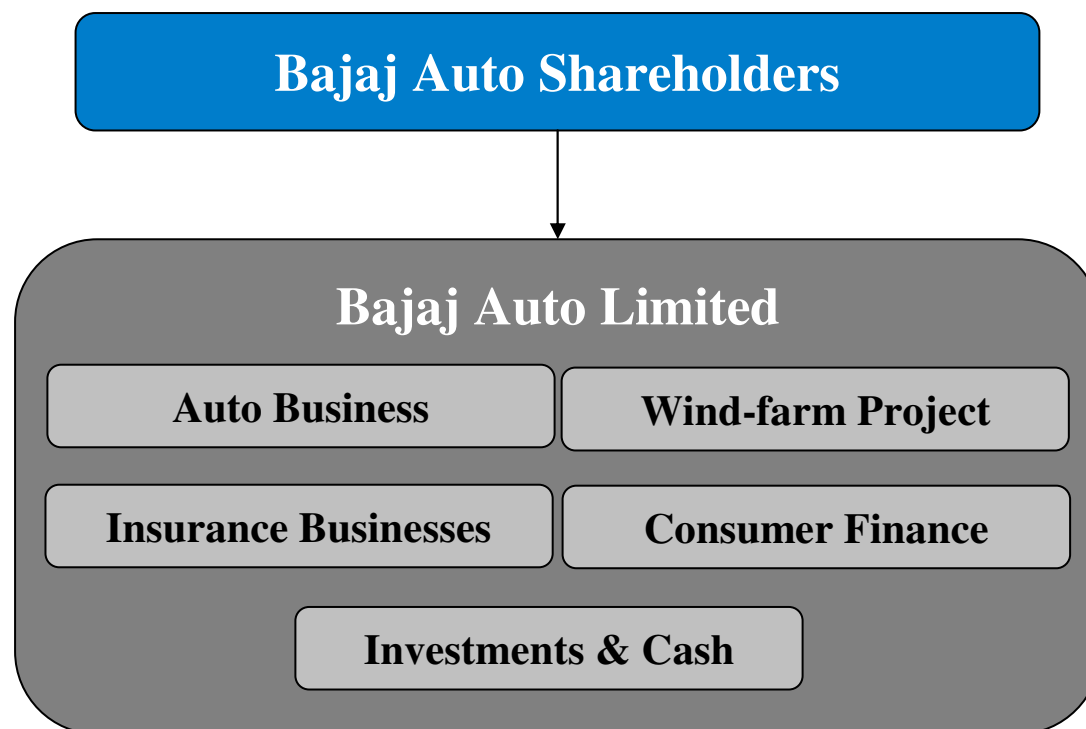 Bajaj Auto Shareholders
Bajaj Auto Limited
Auto Business
Wind-farm Project
Insurance Businesses
Consumer Finance
Investments & Cash